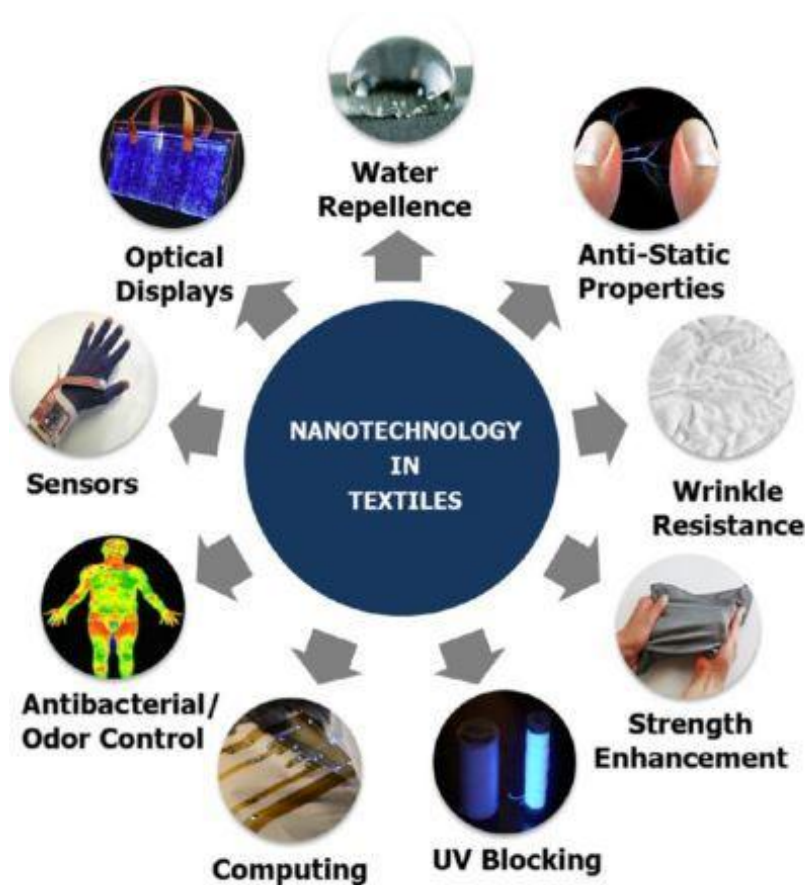 NANOTECHNOLOGY
IN
TEXTILES
Water
Repellence
Anti-Static
Properties
Wrinkle
Resistance
Strength
Enhancement
UV Blocking
Computing
Antibacterial/
Odor Control
Sensors
Optical
Displays